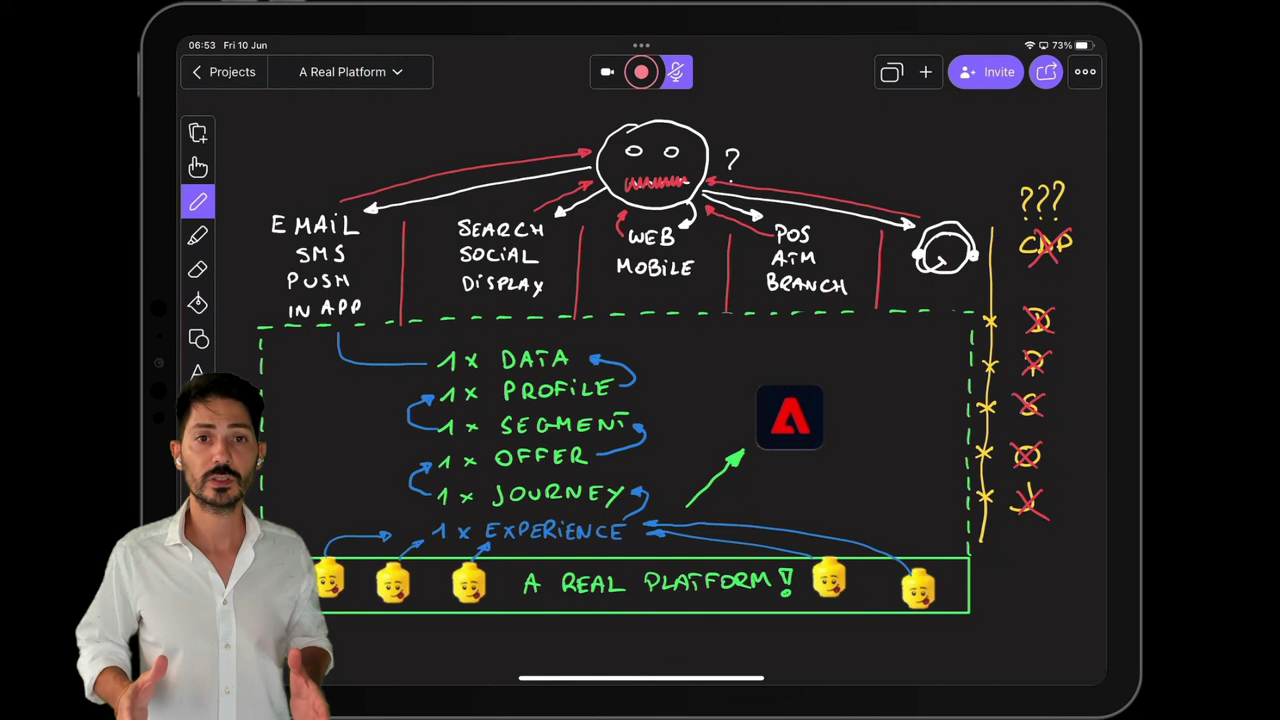 06:53 Fri 10 Jun
73%
Projects
A Real Platform
Invite
?
EMAIL
SMS
PUSH
IN APP
SEARCH
SOCIAL
DISPLAY
WEB
MOBILE
POS
ATM
BRANCH
???
CDP
D
P
S
O
J
1 x DATA
1 x PROFILE
1 x SEGMENT
1 x OFFER
1 x JOURNEY
1 x EXPERIENCE
A REAL PLATFORM!
A